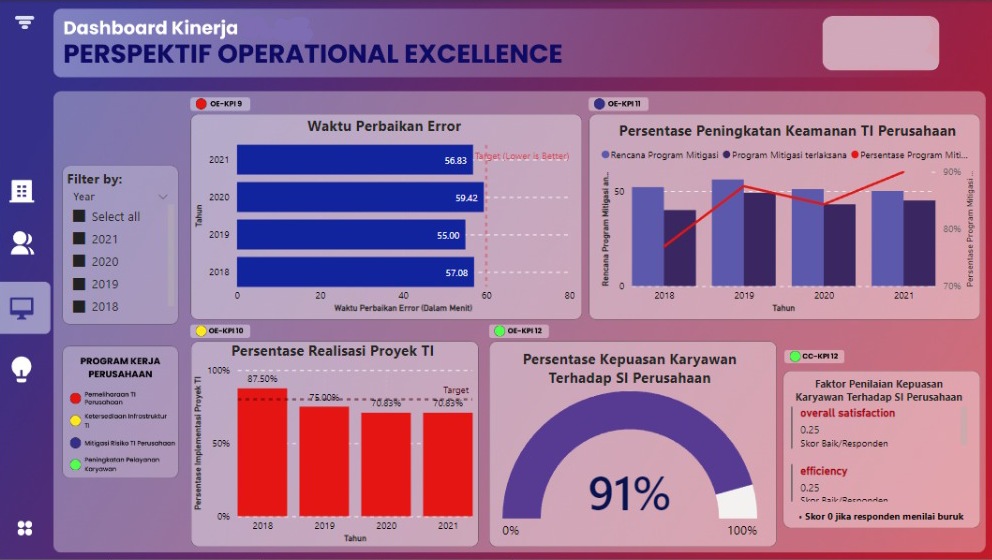 Dashboard Kinerja
PERSPEKTIF OPERATIONAL EXCELLENCE
Filter by:
Year
Select all
2021
2020
2019
2018
PROGRAM KERJA
PERUSAHAAN
Pemeliharaan TI
Perusahaan
Ketersediaan Infrastruktur
TI
Mitigasi Risiko TI Perusahaan
Peningkatan Pelayanan
Karyawan
OE-KPI 9
Waktu Perbaikan Error
Target (Lower is Better)
Tahun
2021
56.83
2020
59.42
2019
55.00
2018
57.08
0 20 40 60 80
Waktu Perbaikan Error (Dalam Menit)
OE-KPI 11
Persentase Peningkatan Keamanan TI Perusahaan
Rencana Program Mitigasi Program Mitigasi terlaksana Persentase Program Miti...
Rencana Program Mitigasi an...
50
0
90%
80%
70%
Persentase Program Mitigasi ...
2018 2019 2020 2021
Tahun
OE-KPI 10
Persentase Realisasi Proyek TI
Persentase Implementasi Proyek TI
100%
50%
0%
Target
87.50% 75.00% 70.83% 70.83%
2018 2019 2020 2021
Tahun
OE-KPI 12
Persentase Kepuasan Karyawan
Terhadap SI Perusahaan
91%
0% 100%
CC-KPI 12
Faktor Penilaian Kepuasan
Karyawan Terhadap SI Perusahaan
overall satisfaction
0.25
Skor Baik/Responden
efficiency
0.25
Skor Baik/Responden
• Skor 0 jika responden menilai buruk